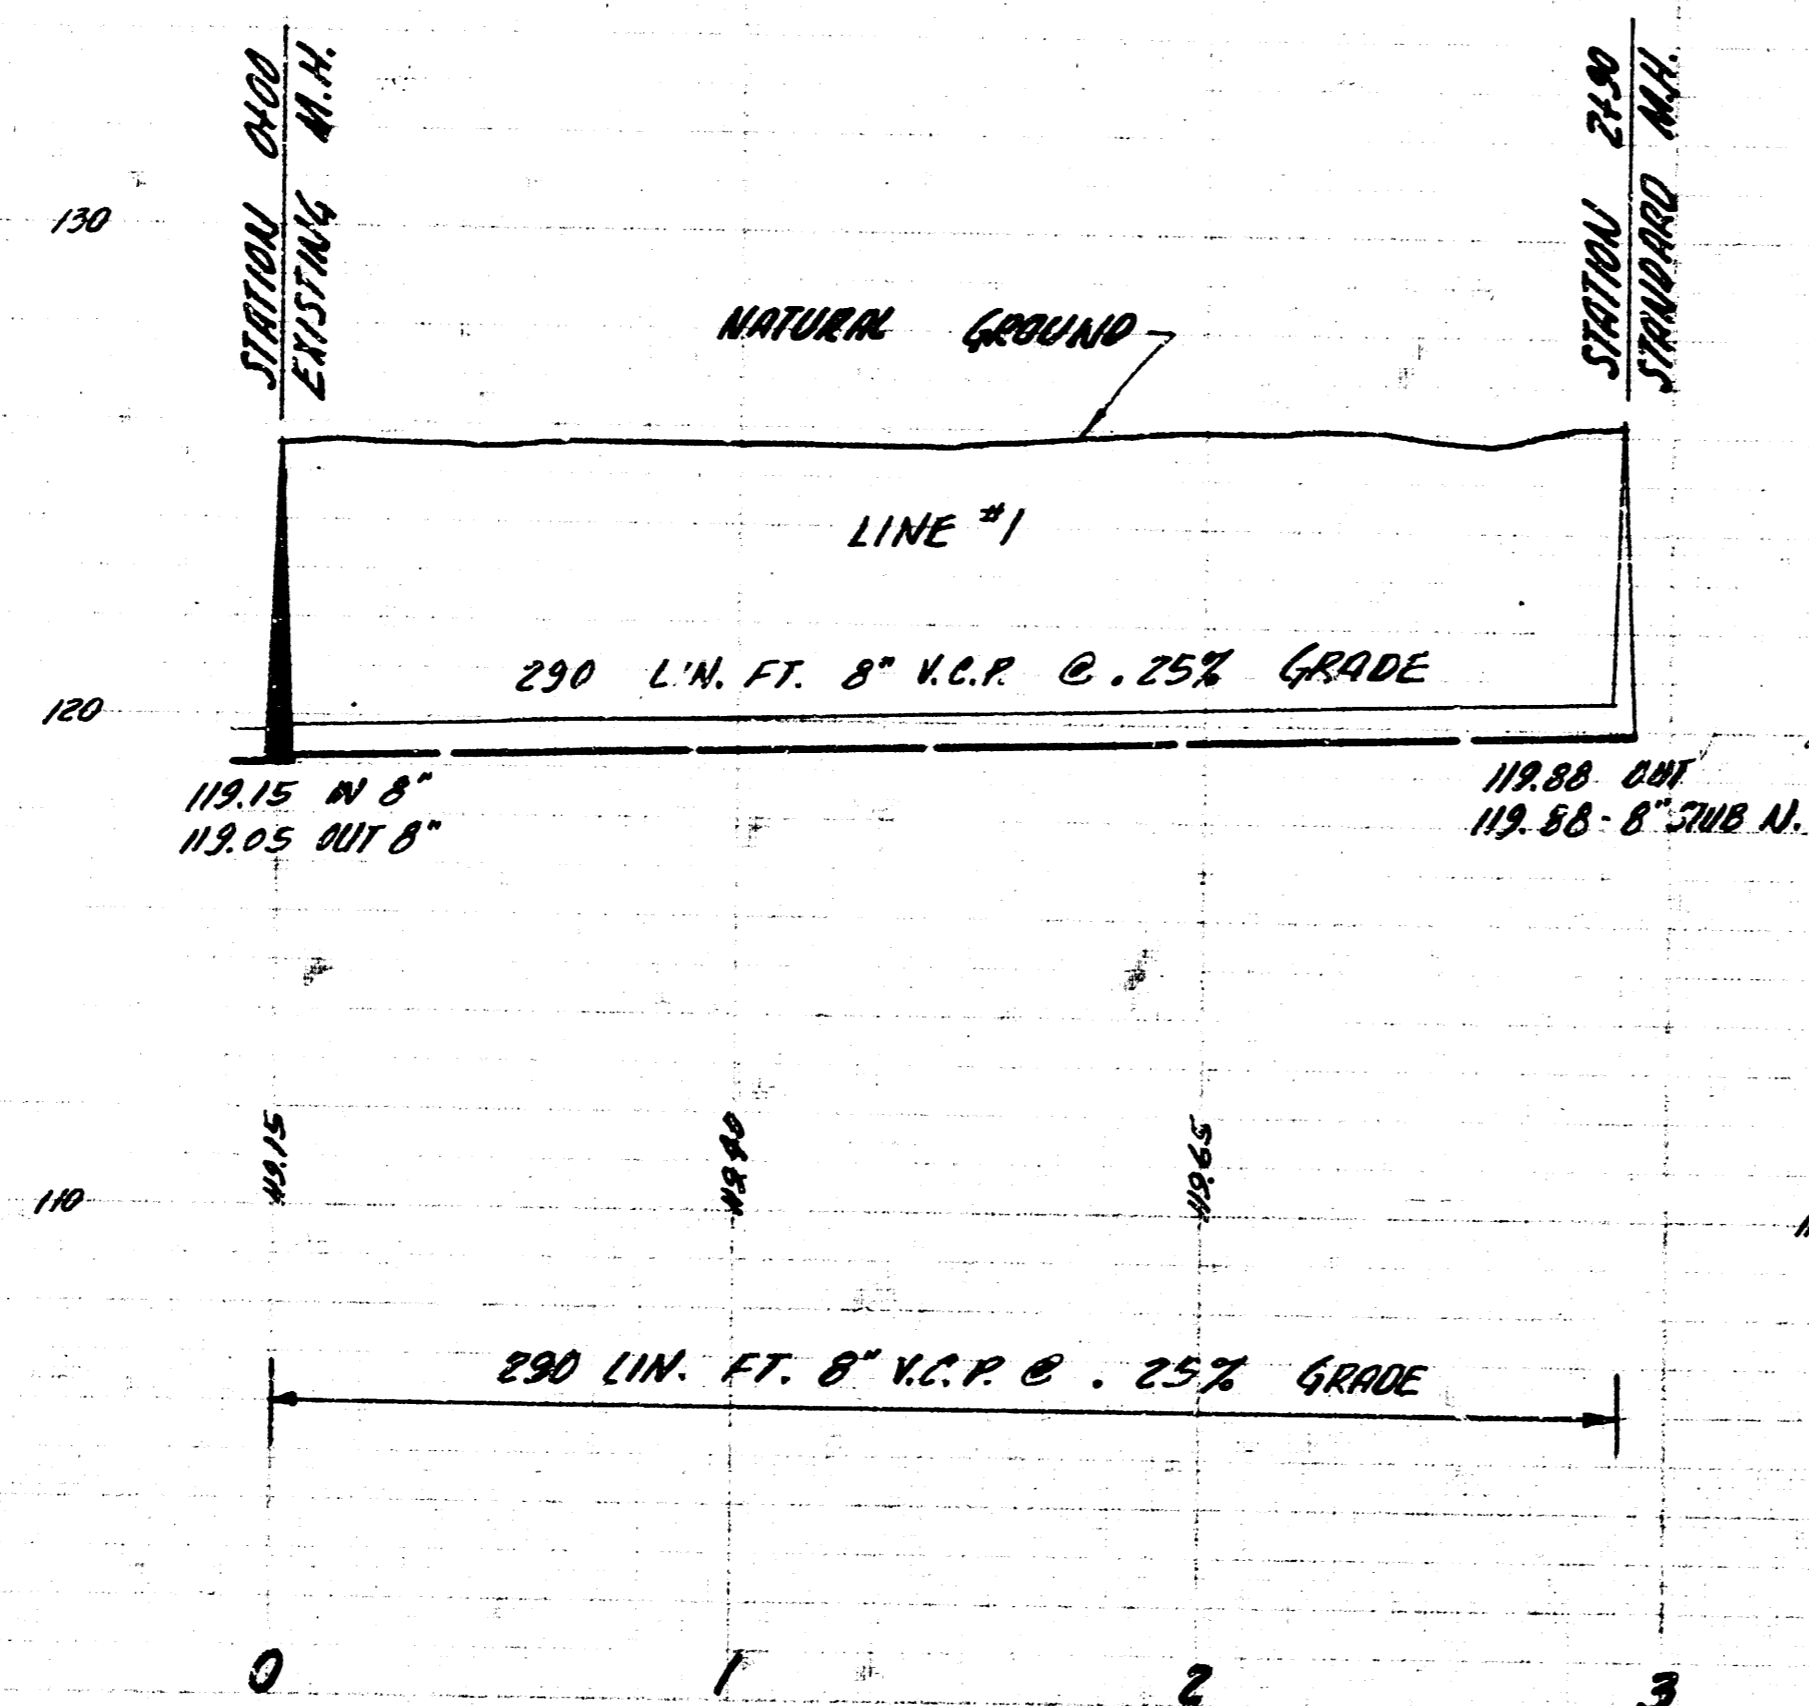 STATION 0+00
EXISTING M.H.
STATION 2+90
STANDARD M.H.
130
NATURAL GROUND
LINE #1
290 LIN. FT. 8" V.C.P. @ .25% GRADE
120
119.15 IN 8"
119.05 OUT 8"
119.88 OUT
119.88 - 8" STUB N.
119.15
119.40
119.65
110
290 LIN. FT. 8" V.C.P. @ .25% GRADE
0 1 2 3